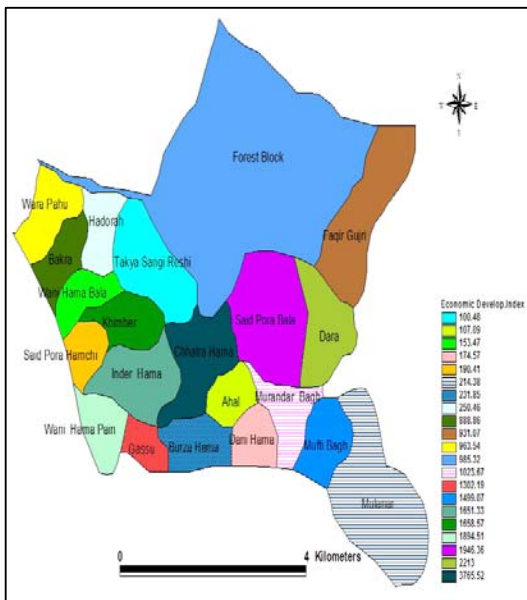 N
W E
S
Forest Block
Wara Pahu
Hadorah
Faqir Gujri
Bakra
Takya Sangi Reshi
Wani Hama Bala
Khimber
Said Pora Bala
Dara
Said Pora Hamchi
Chhatra Hama
Inder Hama
Murandar Bagh
Ahal
Wani Hama Pain
Dani Hama
Mufti Bagh
Gassu
Burza Hama
Mulanar
Economic Develop.Index
100.48
107.09
153.47
174.57
190.41
214.38
231.85
250.46
888.86
931.07
963.54
985.32
1023.67
1302.19
1499.07
1651.33
1658.57
1894.51
1946.36
2213
3765.52
0 4 Kilometers